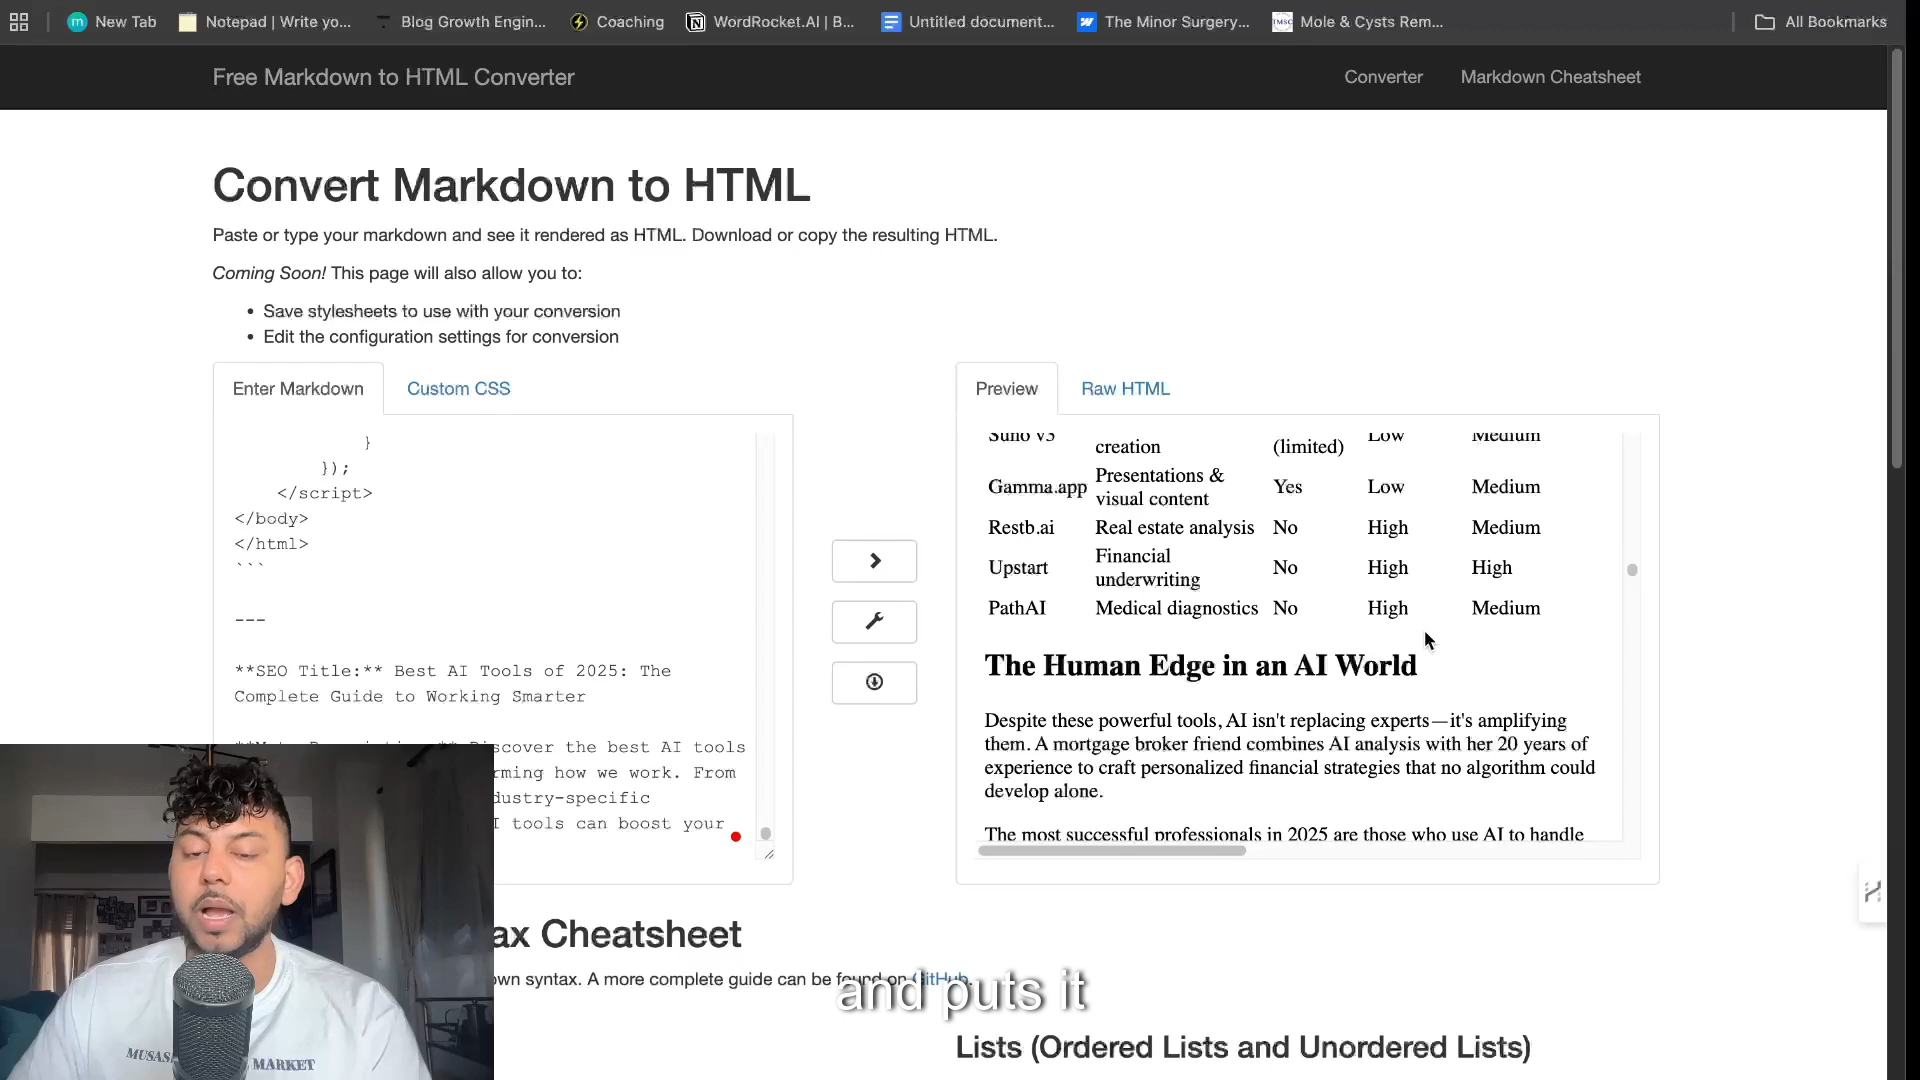 New Tab
Notepad | Write yo...
Blog Growth Engin...
Coaching
WordRocket.AI | B...
Untitled document...
The Minor Surgery...
TMSC
Mole & Cysts Rem...
All Bookmarks
Free Markdown to HTML Converter
Converter
Markdown Cheatsheet
Convert Markdown to HTML
Paste or type your markdown and see it rendered as HTML. Download or copy the resulting HTML.
Coming Soon! This page will also allow you to:
• Save stylesheets to use with your conversion
• Edit the configuration settings for conversion
Enter Markdown
Custom CSS
}
});
</script>
</body>
</html>
```
---
**SEO Title:** Best AI Tools of 2025: The
Complete Guide to Working Smarter
Discover the best AI tools
rming how we work. From
dustry-specific
I tools can boost your
Preview
Raw HTML
Suno v3 creation (limited) Low Medium
Gamma.app Presentations & visual content Yes Low Medium
Restb.ai Real estate analysis No High Medium
Upstart Financial underwriting No High High
PathAI Medical diagnostics No High Medium
The Human Edge in an AI World
Despite these powerful tools, AI isn't replacing experts—it's amplifying
them. A mortgage broker friend combines AI analysis with her 20 years of
experience to craft personalized financial strategies that no algorithm could
develop alone.
The most successful professionals in 2025 are those who use AI to handle
ax Cheatsheet
own syntax. A more complete guide can be found on GitHub.
and puts it
Lists (Ordered Lists and Unordered Lists)
MUSAS
MARKET